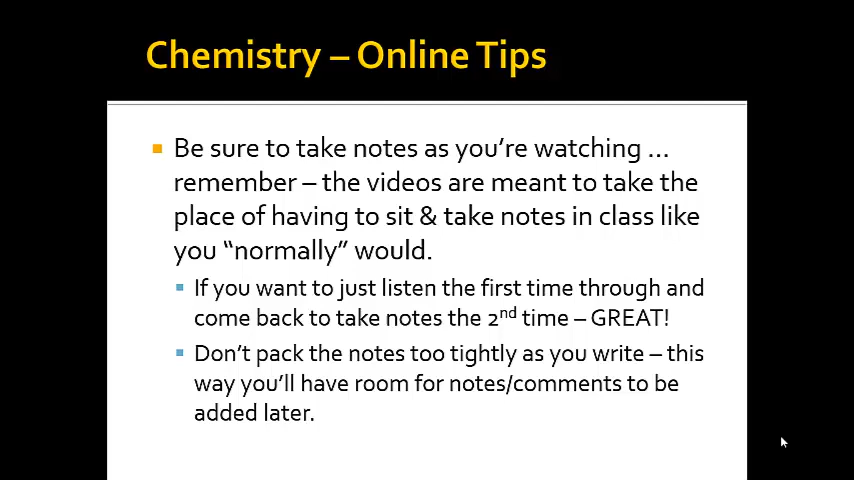 Chemistry – Online Tips
Be sure to take notes as you're watching ...
remember – the videos are meant to take the
place of having to sit & take notes in class like
you “normally” would.
If you want to just listen the first time through and
come back to take notes the 2nd time – GREAT!
Don't pack the notes too tightly as you write – this
way you'll have room for notes/comments to be
added later.